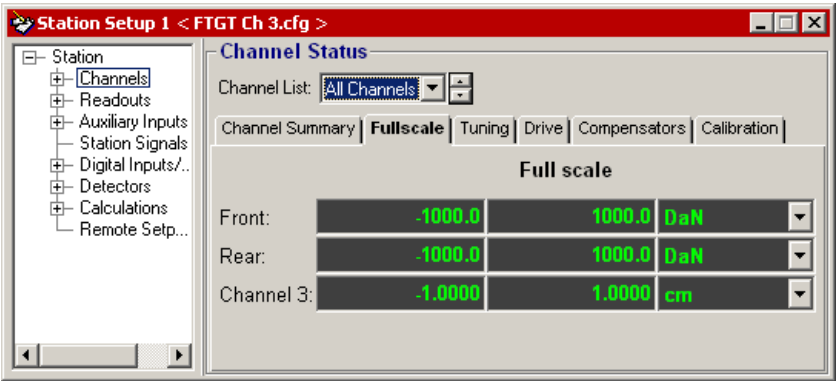 Station Setup 1 < FTGT Ch 3.cfg >
Station
Channels
Readouts
Auxiliary Inputs
Station Signals
Digital Inputs/..
Detectors
Calculations
Remote Setp...
Channel Status
Channel List: All Channels
Channel Summary Fullscale Tuning Drive Compensators Calibration
Full scale
Front: -1000.0 1000.0 DaN
Rear: -1000.0 1000.0 DaN
Channel 3: -1.0000 1.0000 cm